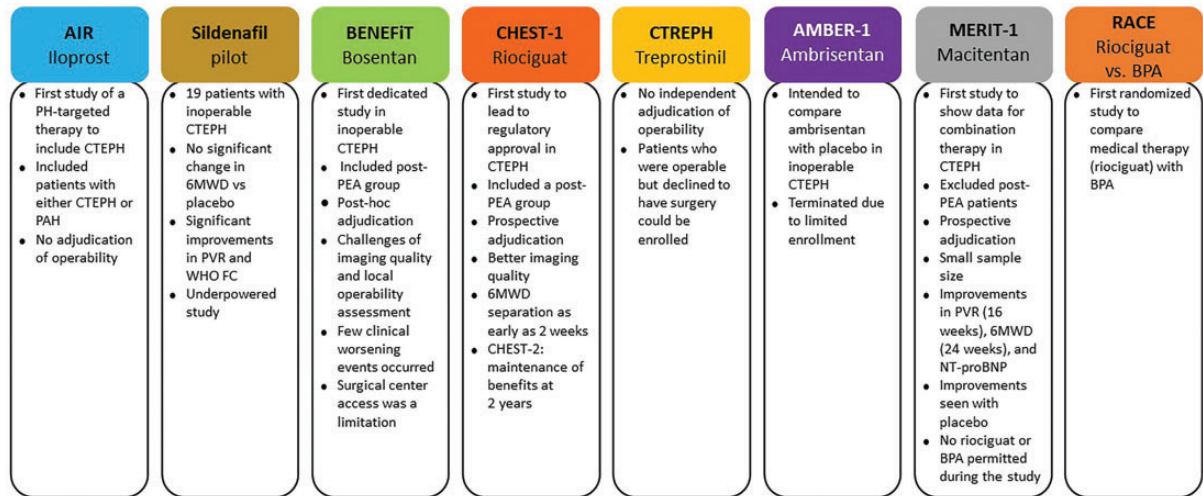 AIR
Iloprost
• First study of a
PH-targeted
therapy to
include CTEPH
• Included
patients with
either CTEPH or
PAH
• No adjudication
of operability
Sildenafil
pilot
• 19 patients with
inoperable
CTEPH
• No significant
change in
6MWD vs
placebo
• Significant
improvements
in PVR and
WHO FC
• Underpowered
study
BENEFiT
Bosentan
• First dedicated
study in
inoperable
CTEPH
• Included post-
PEA group
• Post-hoc
adjudication
• Challenges of
imaging quality
and local
operability
assessment
• Few clinical
worsening
events occurred
• Surgical center
access was a
limitation
CHEST-1
Riociguat
• First study to
lead to
regulatory
approval in
CTEPH
• Included a post-
PEA group
• Prospective
adjudication
• Better imaging
quality
• 6MWD
separation as
early as 2 weeks
• CHEST-2:
maintenance of
benefits at
2 years
CTREPH
Treprostinil
• No independent
adjudication of
operability
• Patients who
were operable
but declined to
have surgery
could be
enrolled
AMBER-1
Ambrisentan
• Intended to
compare
ambrisentan
with placebo in
inoperable
CTEPH
• Terminated due
to limited
enrollment
MERIT-1
Macitentan
• First study to
show data for
combination
therapy in
CTEPH
• Excluded post-
PEA patients
• Prospective
adjudication
• Small sample
size
• Improvements
in PVR (16
weeks), 6MWD
(24 weeks), and
NT-proBNP
• Improvements
seen with
placebo
• No riociguat or
BPA permitted
during the study
RACE
Riociguat
vs. BPA
• First randomized
study to
compare
medical therapy
(riociguat) with
BPA